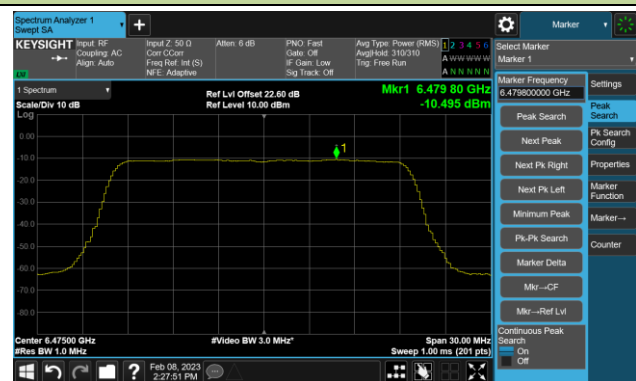 Spectrum Analyzer 1
Swept SA
Marker
KEYSIGHT
Input: RF
Coupling: AC
Align: Auto
Input Z: 50 Ω
Corr CCorr
Freq Ref: Int (S)
NFE: Adaptive
Atten: 6 dB
PNO: Fast
Gate: Off
IF Gain: Low
Sig Track: Off
Avg Type: Power (RMS)
Avg|Hold: 310/310
Trig: Free Run
1 2 3 4 5 6
A W W W W W
A N N N N N
LXI
Select Marker
Marker 1
1 Spectrum
Scale/Div 10 dB
Log
Ref Lvl Offset 22.60 dB
Ref Level 10.00 dBm
Mkr1 6.479 80 GHz
-10.495 dBm
0.00
-10.0
-20.0
-30.0
-40.0
-50.0
-60.0
-70.0
-80.0
1
Center 6.47500 GHz
#Res BW 1.0 MHz
#Video BW 3.0 MHz*
Span 30.00 MHz
Sweep 1.00 ms (201 pts)
Marker Frequency
6.479800000 GHz
Peak Search
Next Peak
Next Pk Right
Next Pk Left
Minimum Peak
Pk-Pk Search
Marker Delta
Mkr→CF
Mkr→Ref Lvl
Continuous Peak
Search
On
Off
Settings
Peak
Search
Pk Search
Config
Properties
Marker
Function
Marker→
Counter
Feb 08, 2023
2:27:51 PM